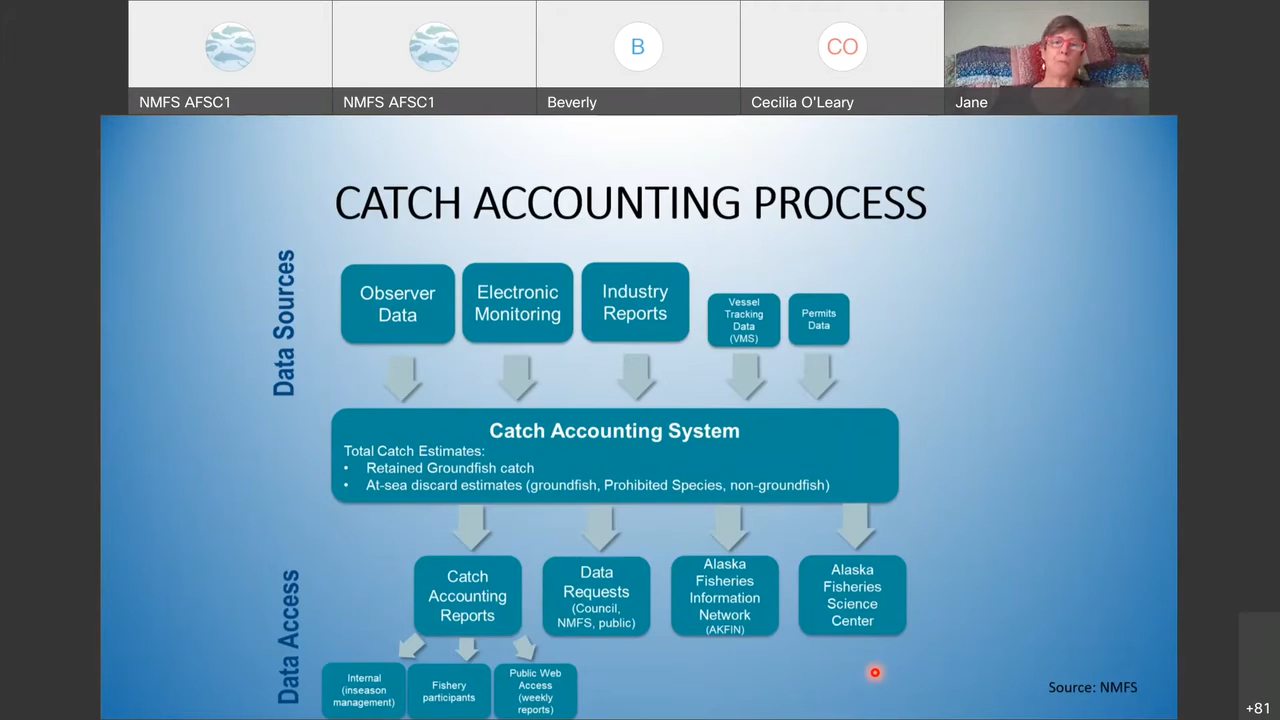 NMFS AFSC1
NMFS AFSC1
B
Beverly
CO
Cecilia O'Leary
Jane
CATCH ACCOUNTING PROCESS
Data Sources
Observer
Data
Electronic
Monitoring
Industry
Reports
Vessel
Tracking
Data
(VMS)
Permits
Data
Catch Accounting System
Total Catch Estimates:
• Retained Groundfish catch
• At-sea discard estimates (groundfish, Prohibited Species, non-groundfish)
Data Access
Catch
Accounting
Reports
Data
Requests
(Council,
NMFS, public)
Alaska
Fisheries
Information
Network
(AKFIN)
Alaska
Fisheries
Science
Center
Internal
(inseason
management)
Fishery
participants
Public Web
Access
(weekly
reports)
Source: NMFS
+81